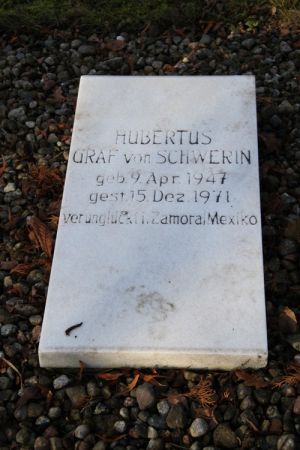 HUBERTUS
GRAF von SCHWERIN
geb. 9. Apr. 1947
gest. 15. Dez. 1971
verunglückt i. Zamora/Mexiko